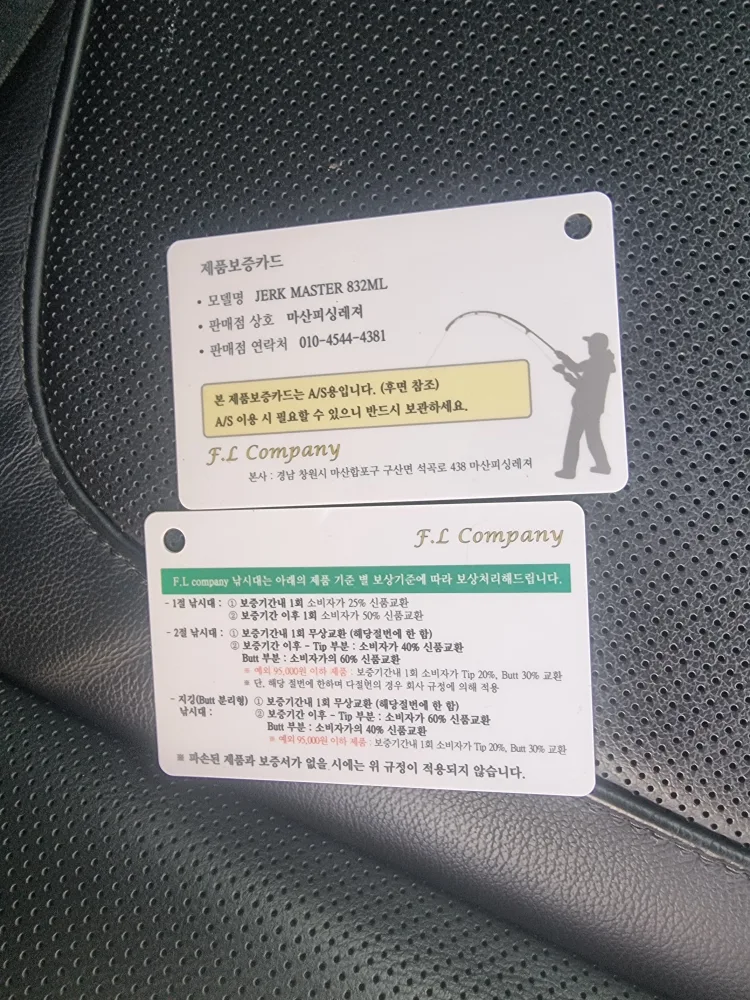 제품보증카드
• 모델명 JERK MASTER 832ML
• 판매점 상호 마산피싱레져
• 판매점 연락처 010-4544-4381
본 제품보증카드는 A/S용입니다. (후면 참조)
A/S 이용 시 필요할 수 있으니 반드시 보관하세요.
F.L Company
본사 : 경남 창원시 마산합포구 구산면 석곡로 438 마산피싱레져
F.L Company
F.L company 낚시대는 아래의 제품 기준 별 보상기준에 따라 보상처리해드립니다.
- 1절 낚시대 : ① 보증기간내 1회 소비자가 25% 신품교환
② 보증기간 이후 1회 소비자가 50% 신품교환
- 2절 낚시대 : ① 보증기간내 1회 무상교환 (해당절번에 한 함)
② 보증기간 이후 - Tip 부분 : 소비자가 40% 신품교환
Butt 부분 : 소비자가의 60% 신품교환
※ 예외 95,000원 이하 제품 : 보증기간내 1회 소비자가 Tip 20%, Butt 30% 교환
※ 단, 해당 절번에 한하며 다절번의 경우 회사 규정에 의해 적용
- 지깅(Butt 분리형) ① 보증기간내 1회 무상교환 (해당절번에 한 함)
낚시대 : ② 보증기간 이후 - Tip 부분 : 소비자가 60% 신품교환
Butt 부분 : 소비자가의 40% 신품교환
※ 예외 95,000원 이하 제품 : 보증기간내 1회 소비자가 Tip 20%, Butt 30% 교환
※ 파손된 제품과 보증서가 없을 시에는 위 규정이 적용되지 않습니다.